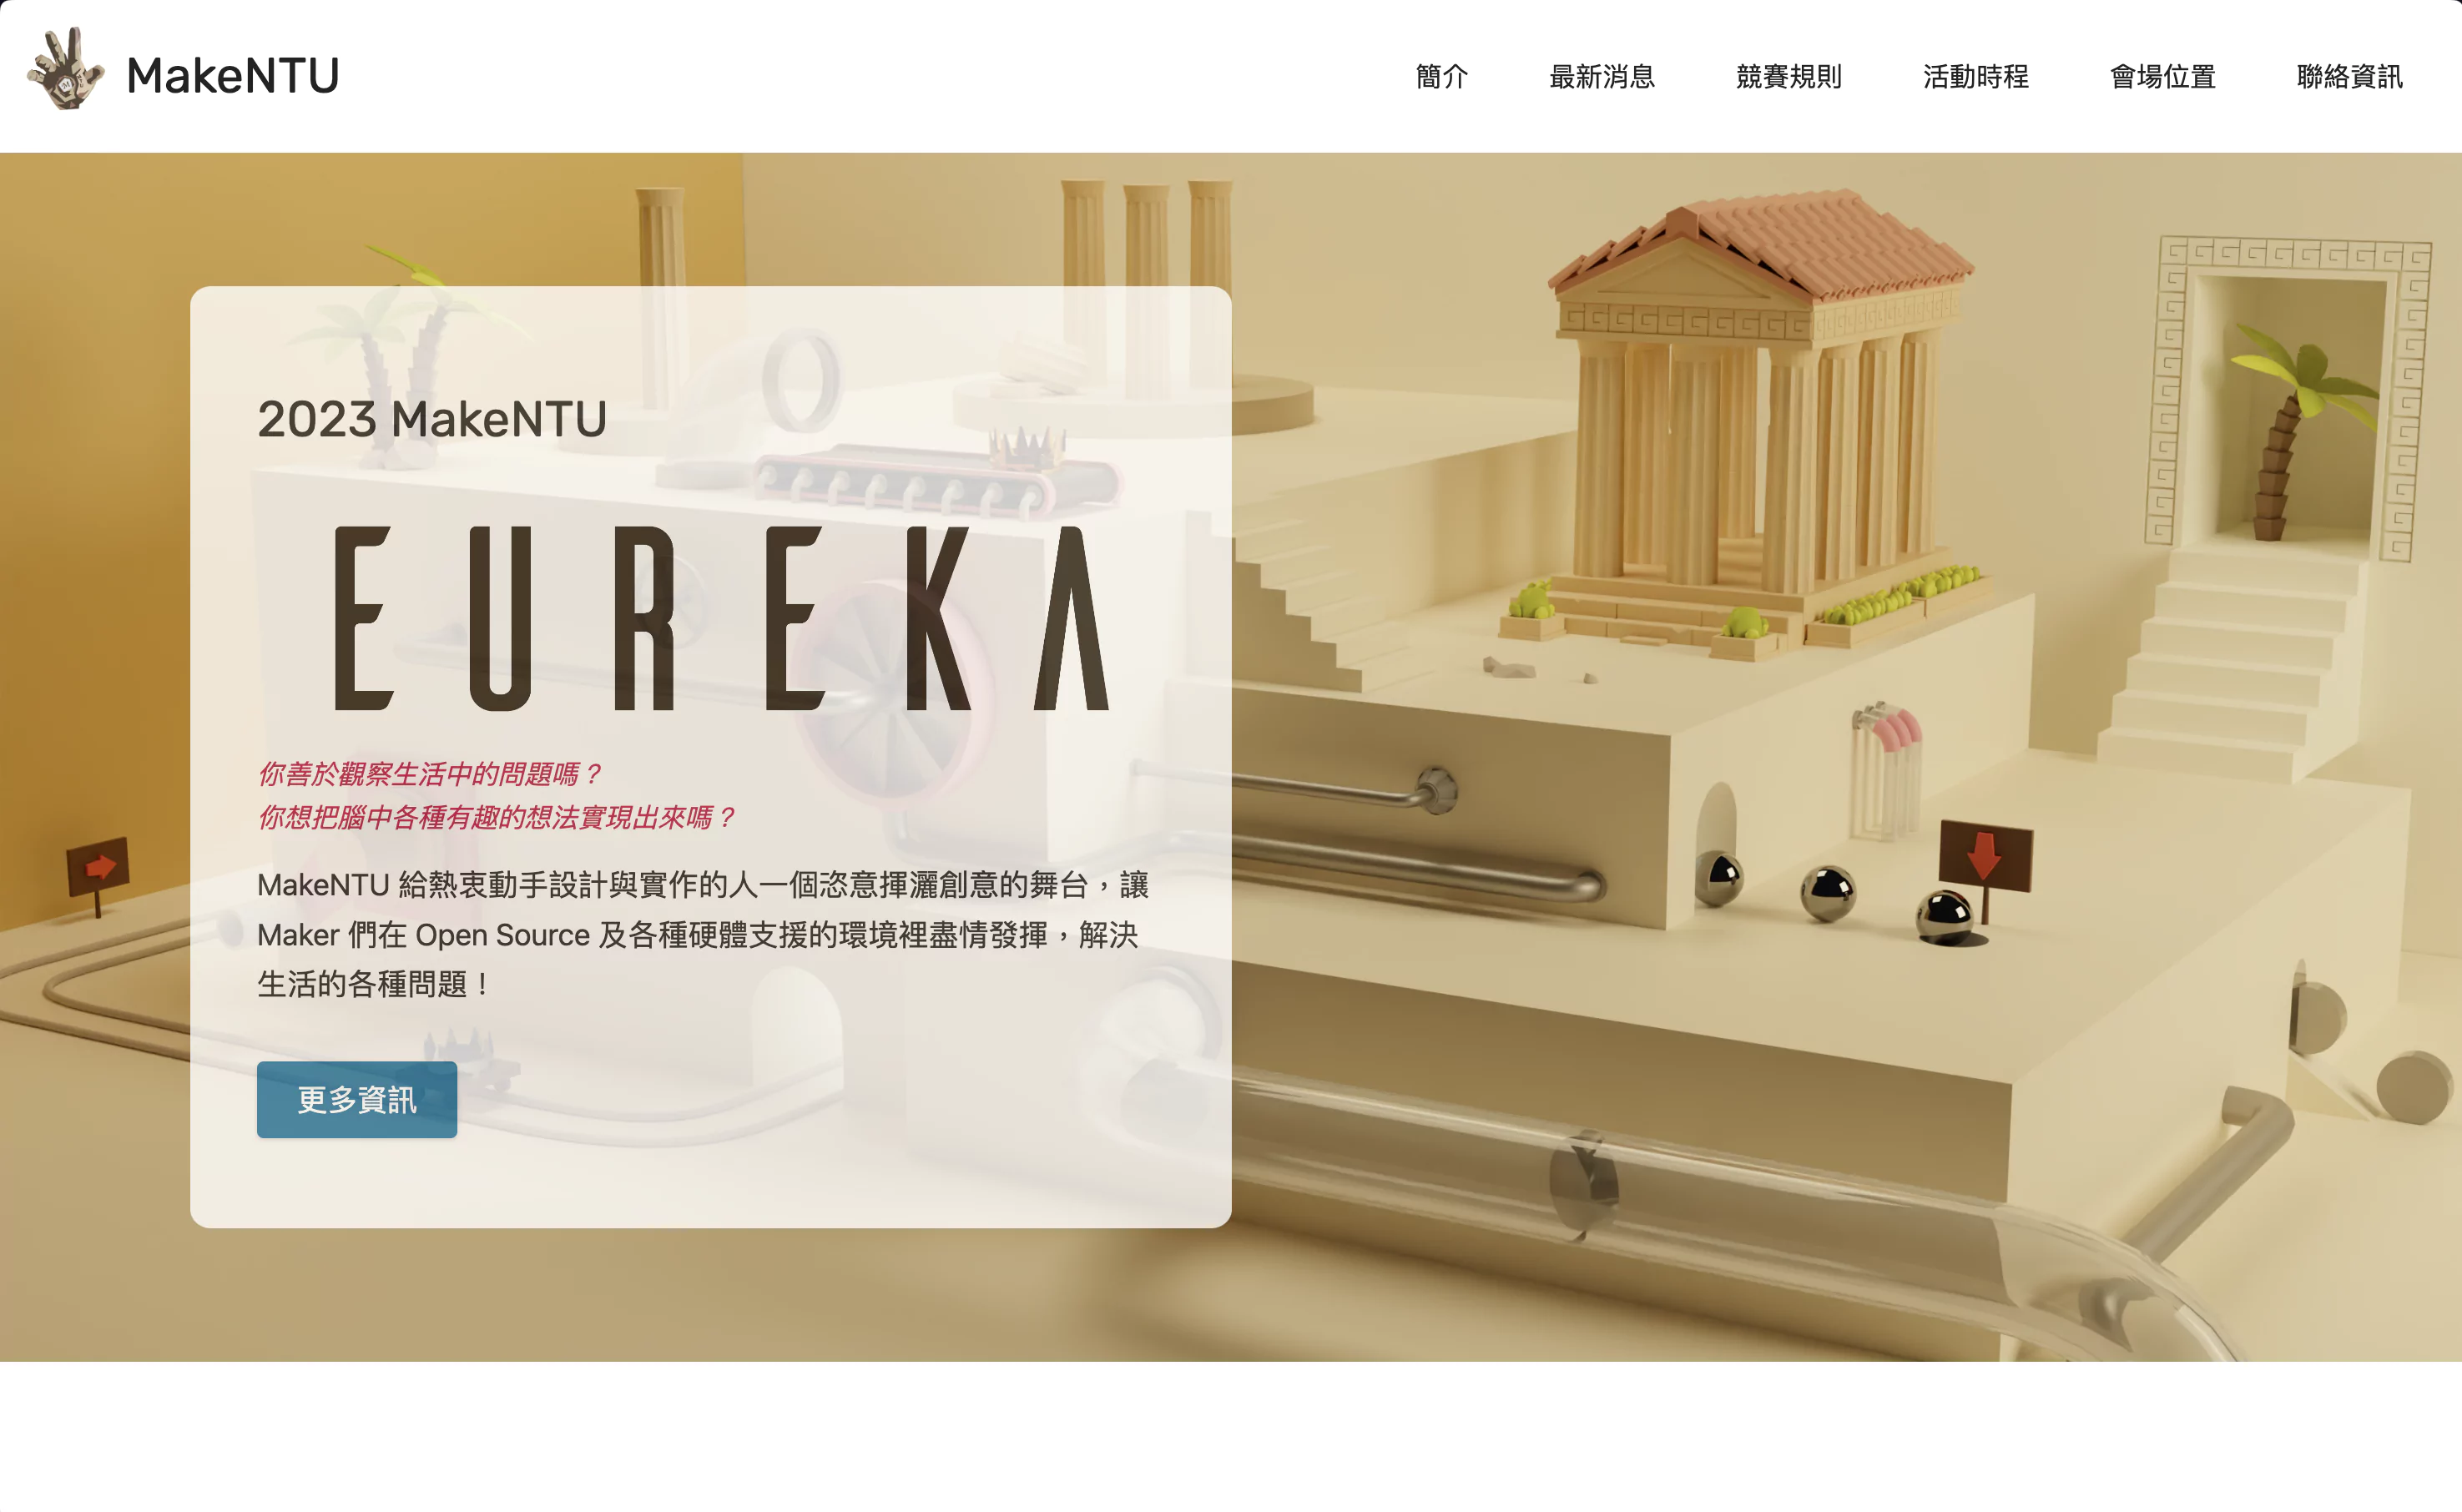 MakeNTU
簡介 最新消息 競賽規則 活動時程 會場位置 聯絡資訊
2023 MakeNTU
EUREKA
你善於觀察生活中的問題嗎？
你想把腦中各種有趣的想法實現出來嗎？
MakeNTU 給熱衷動手設計與實作的人一個恣意揮灑創意的舞台，讓
Maker 們在 Open Source 及各種硬體支援的環境裡盡情發揮，解決
生活的各種問題！
更多資訊